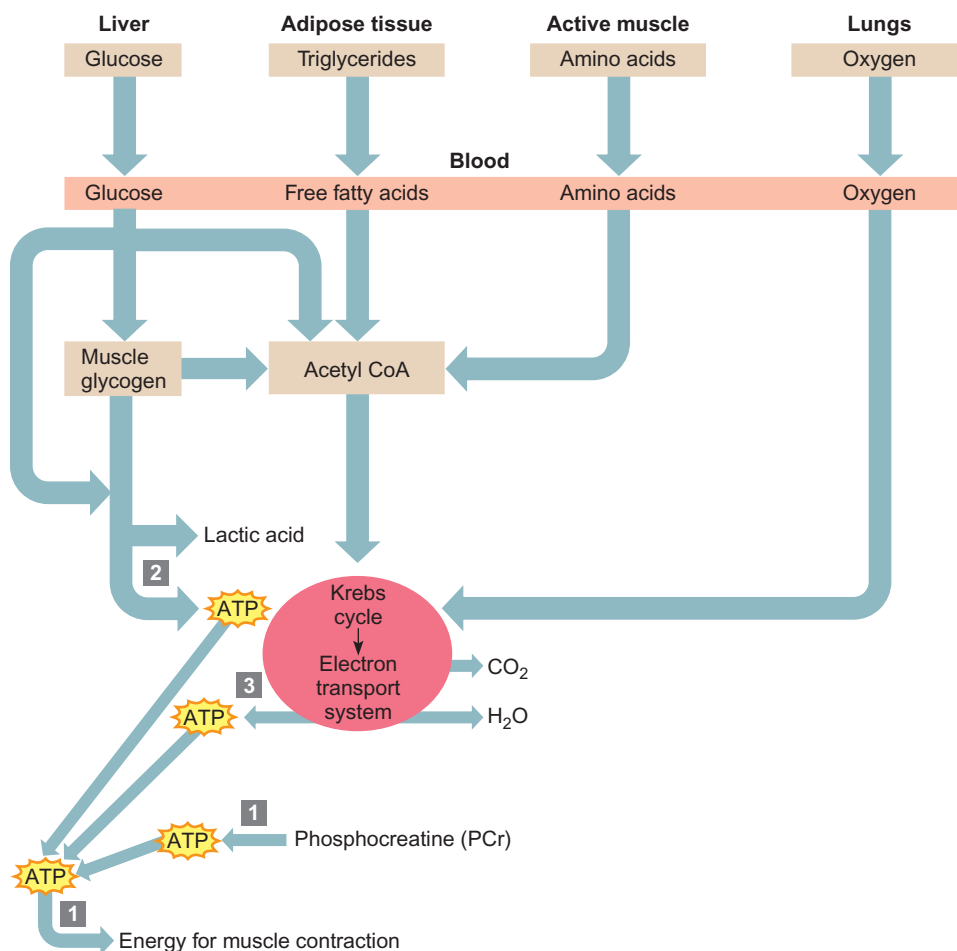 Liver
Adipose tissue
Active muscle
Lungs
Glucose
Triglycerides
Amino acids
Oxygen
Blood
Glucose
Free fatty acids
Amino acids
Oxygen
Muscle
glycogen
Acetyl CoA
Lactic acid
2
ATP
Krebs
cycle
Electron
transport
system
CO₂
3
ATP
H₂O
1
ATP
Phosphocreatine (PCr)
ATP
1
Energy for muscle contraction